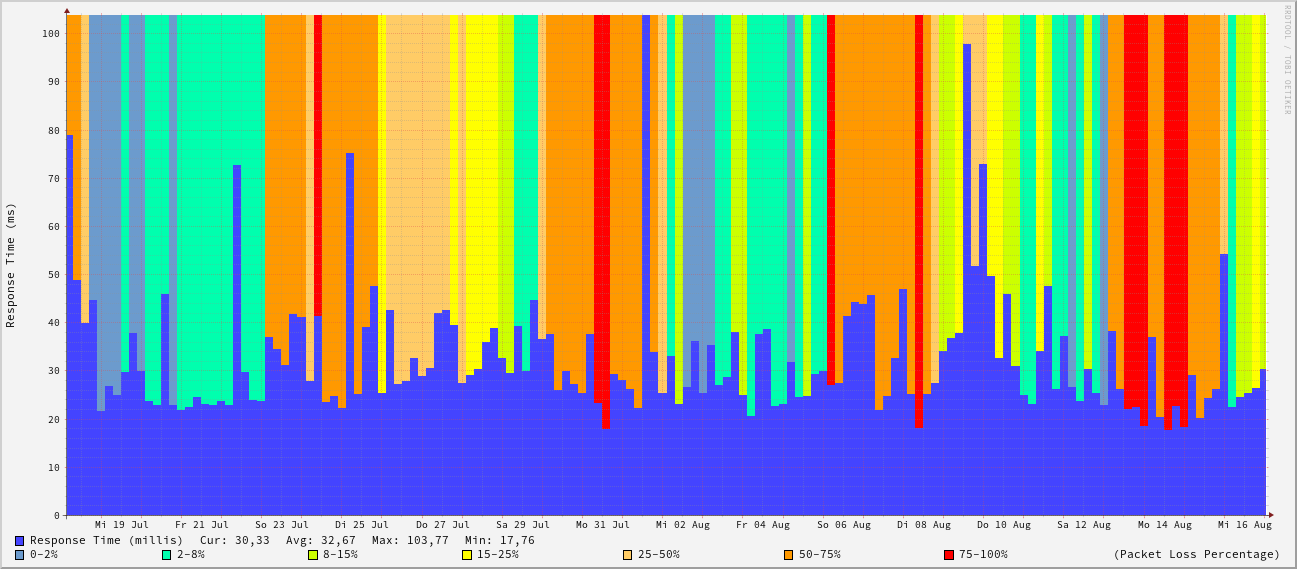 RRDTOOL / TOBI OETIKER
Response Time (ms)
100
90
80
70
60
50
40
30
20
10
0
Mi 19 Jul Fr 21 Jul So 23 Jul Di 25 Jul Do 27 Jul Sa 29 Jul Mo 31 Jul Mi 02 Aug Fr 04 Aug So 06 Aug Di 08 Aug Do 10 Aug Sa 12 Aug Mo 14 Aug Mi 16 Aug
Response Time (millis) Cur: 30,33 Avg: 32,67 Max: 103,77 Min: 17,76
0-2% 2-8% 8-15% 15-25% 25-50% 50-75% 75-100% (Packet Loss Percentage)